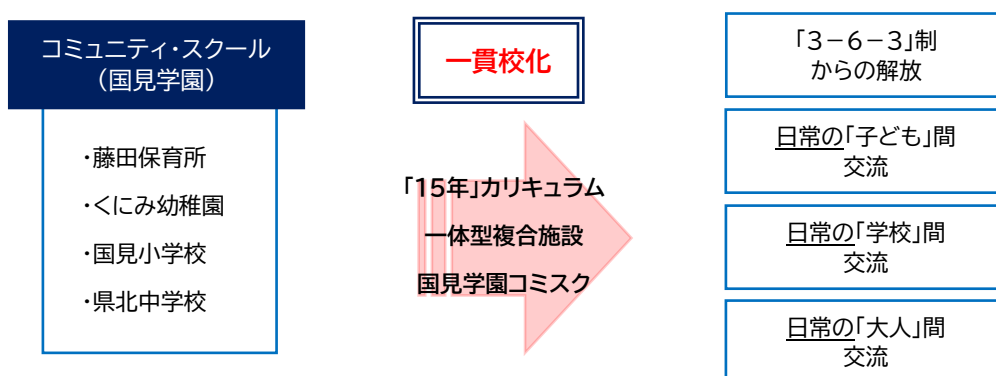 コミュニティ・スクール
（国見学園）
・藤田保育所
・くにみ幼稚園
・国見小学校
・県北中学校
一貫校化
「15年」カリキュラム
一体型複合施設
国見学園コミスク
「3－6－3」制
からの解放
日常の「子ども」間
交流
日常の「学校」間
交流
日常の「大人」間
交流